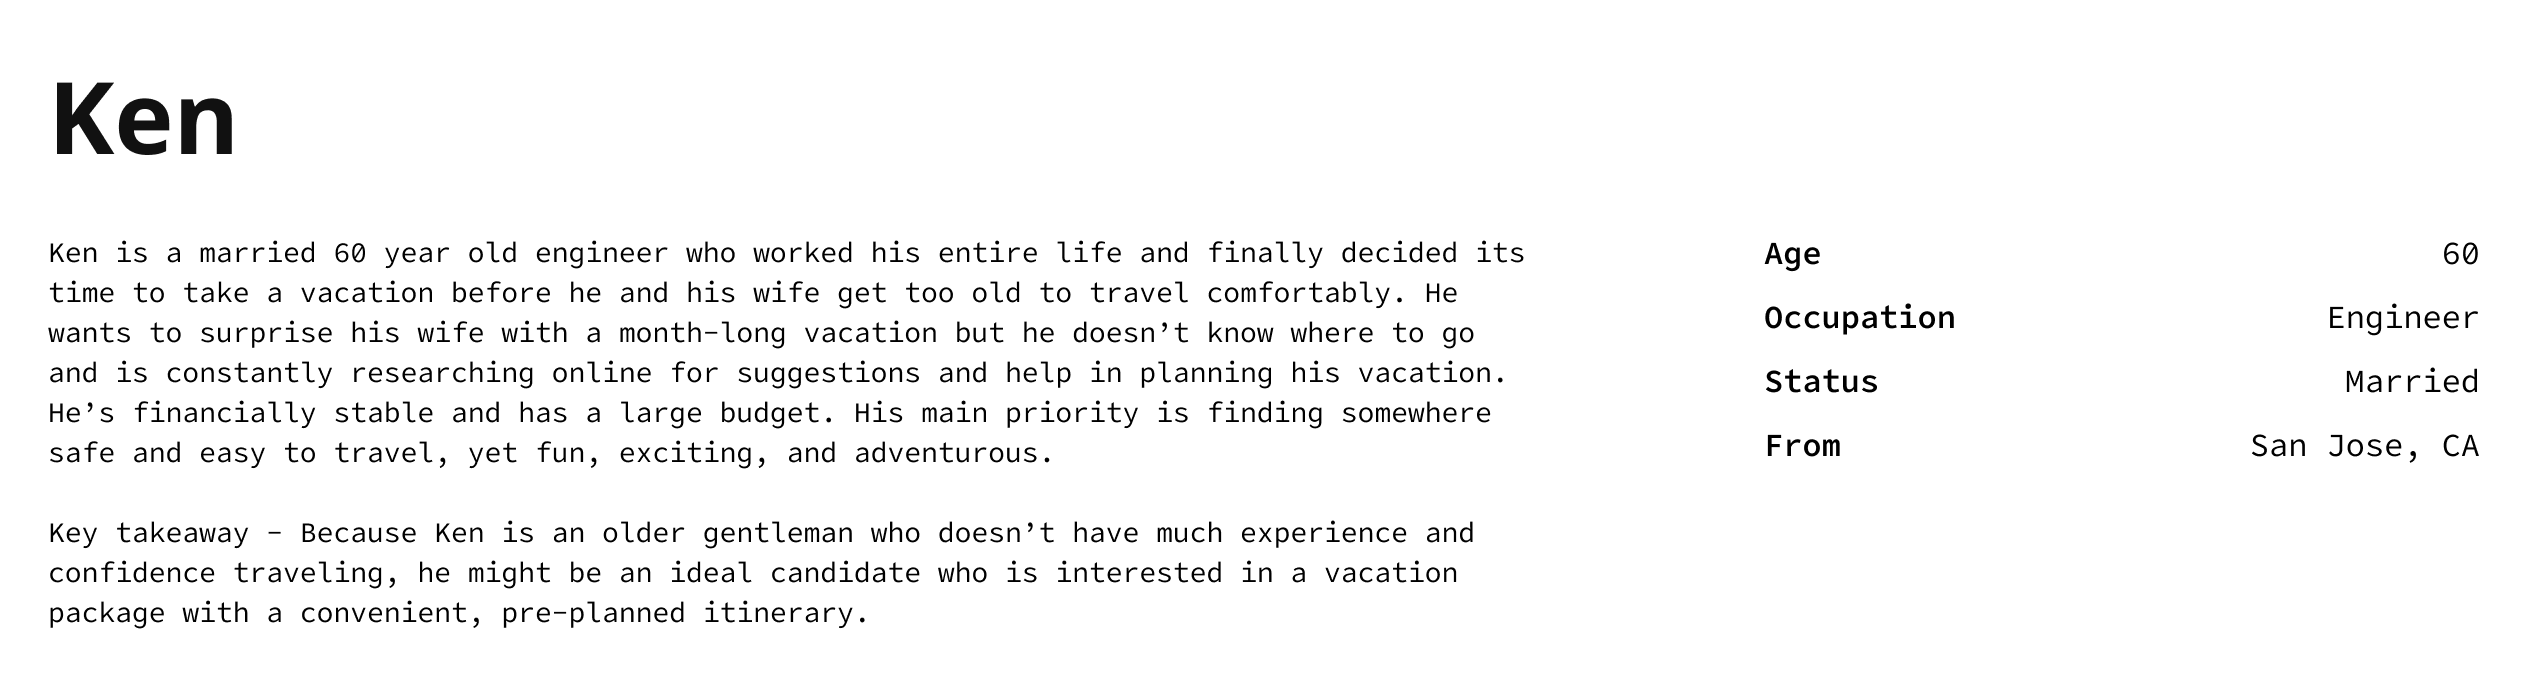 Ken
Ken is a married 60 year old engineer who worked his entire life and finally decided its
time to take a vacation before he and his wife get too old to travel comfortably. He
wants to surprise his wife with a month-long vacation but he doesn’t know where to go
and is constantly researching online for suggestions and help in planning his vacation.
He’s financially stable and has a large budget. His main priority is finding somewhere
safe and easy to travel, yet fun, exciting, and adventurous.
Key takeaway - Because Ken is an older gentleman who doesn’t have much experience and
confidence traveling, he might be an ideal candidate who is interested in a vacation
package with a convenient, pre-planned itinerary.
Age 60
Occupation Engineer
Status Married
From San Jose, CA